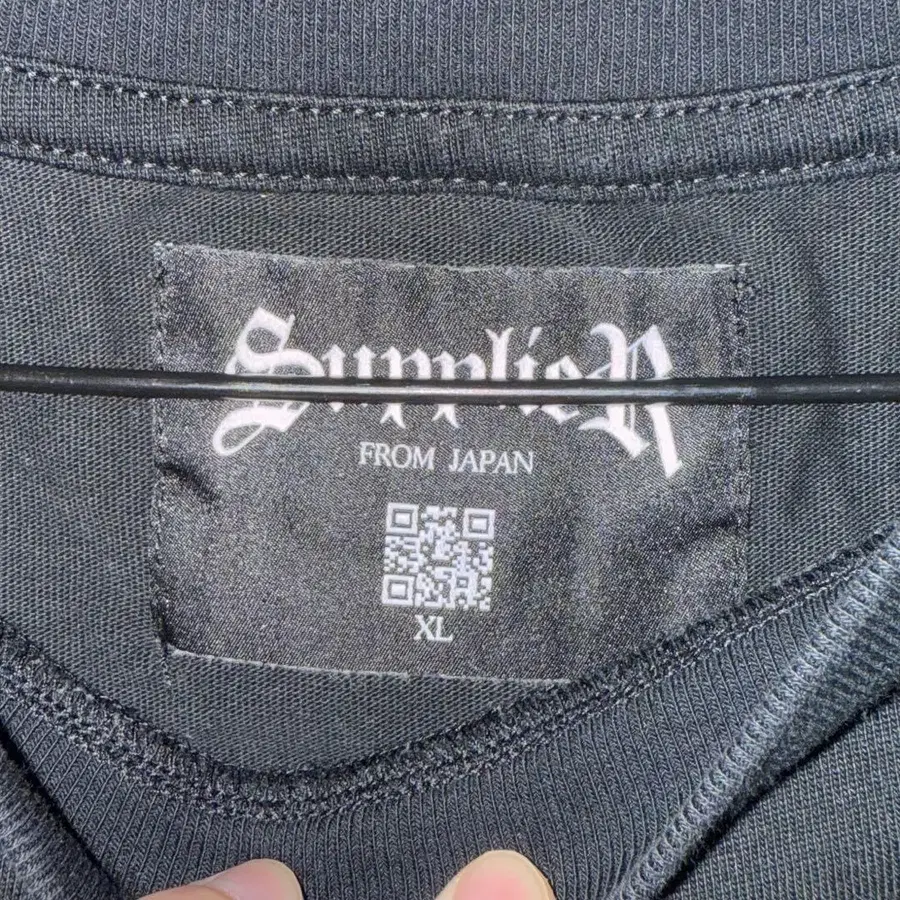 SupplieR
FROM JAPAN
XL